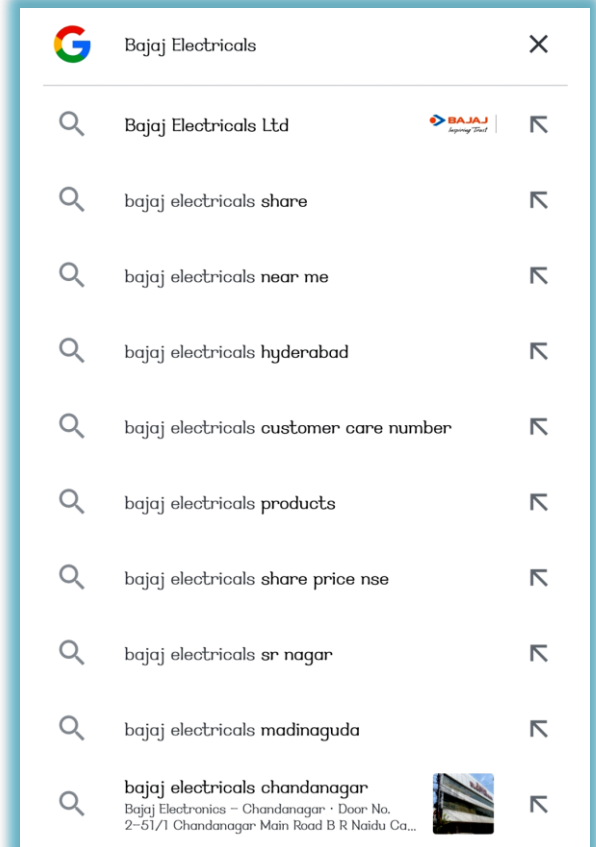 Bajaj Electricals
Bajaj Electricals Ltd
BAJAJ
Inspiring Trust
bajaj electricals share
bajaj electricals near me
bajaj electricals hyderabad
bajaj electricals customer care number
bajaj electricals products
bajaj electricals share price nse
bajaj electricals sr nagar
bajaj electricals madinaguda
bajaj electricals chandanagar
Bajaj Electronics - Chandanagar · Door No.
2-51/1 Chandanagar Main Road B R Naidu Ca...